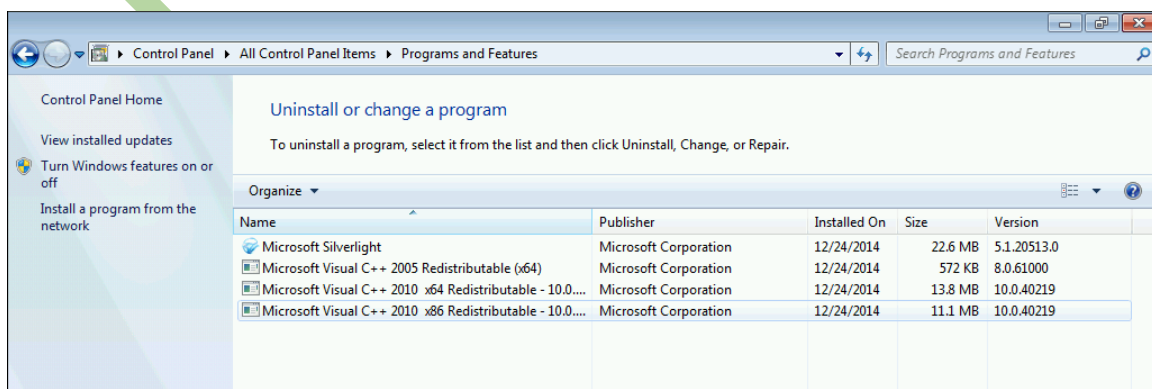 Control Panel ▸ All Control Panel Items ▸ Programs and Features
Search Programs and Features
Control Panel Home
View installed updates
Turn Windows features on or
off
Install a program from the
network
Uninstall or change a program
To uninstall a program, select it from the list and then click Uninstall, Change, or Repair.
Organize
Name Publisher Installed On Size Version
Microsoft Silverlight Microsoft Corporation 12/24/2014 22.6 MB 5.1.20513.0
Microsoft Visual C++ 2005 Redistributable (x64) Microsoft Corporation 12/24/2014 572 KB 8.0.61000
Microsoft Visual C++ 2010 x64 Redistributable - 10.0.... Microsoft Corporation 12/24/2014 13.8 MB 10.0.40219
Microsoft Visual C++ 2010 x86 Redistributable - 10.0.... Microsoft Corporation 12/24/2014 11.1 MB 10.0.40219